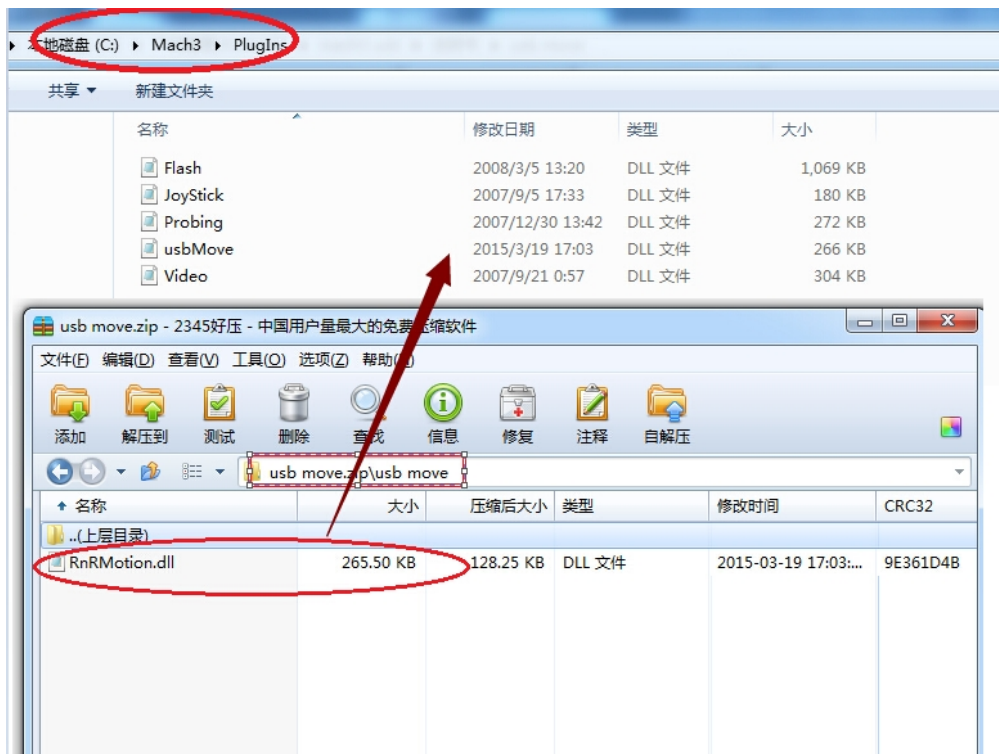 本地磁盘 (C:) ▸ Mach3 ▸ PlugIns
共享 新建文件夹
名称 修改日期 类型 大小
Flash 2008/3/5 13:20 DLL 文件 1,069 KB
JoyStick 2007/9/5 17:33 DLL 文件 180 KB
Probing 2007/12/30 13:42 DLL 文件 272 KB
usbMove 2015/3/19 17:03 DLL 文件 266 KB
Video 2007/9/21 0:57 DLL 文件 304 KB
usb move.zip - 2345好压 - 中国用户量最大的免费压缩软件
文件(F) 编辑(D) 查看(V) 工具(O) 选项(Z) 帮助
添加 解压到 测试 删除 查找 信息 修复 注释 自解压
usb move.zip\usb move
名称 大小 压缩后大小 类型 修改时间 CRC32
..(上层目录)
RnRMotion.dll 265.50 KB 128.25 KB DLL 文件 2015-03-19 17:03:... 9E361D4B